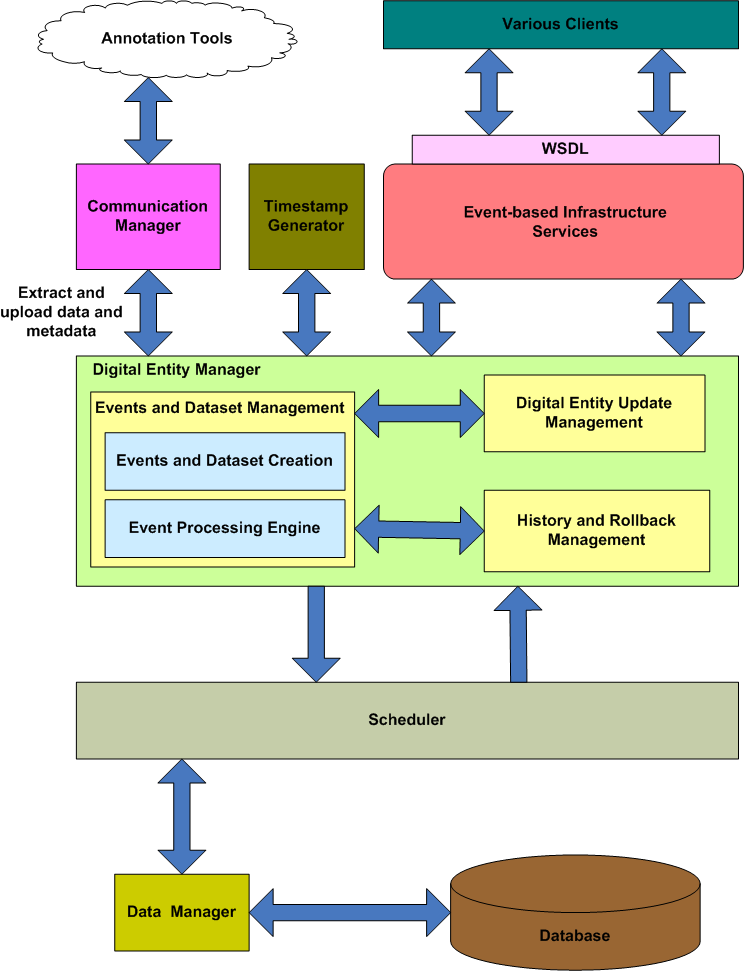 Annotation Tools
Various Clients
WSDL
Communication
Manager
Timestamp
Generator
Event-based Infrastructure
Services
Extract and
upload data and
metadata
Digital Entity Manager
Events and Dataset Management
Events and Dataset Creation
Event Processing Engine
Digital Entity Update
Management
History and Rollback
Management
Scheduler
Data Manager
Database